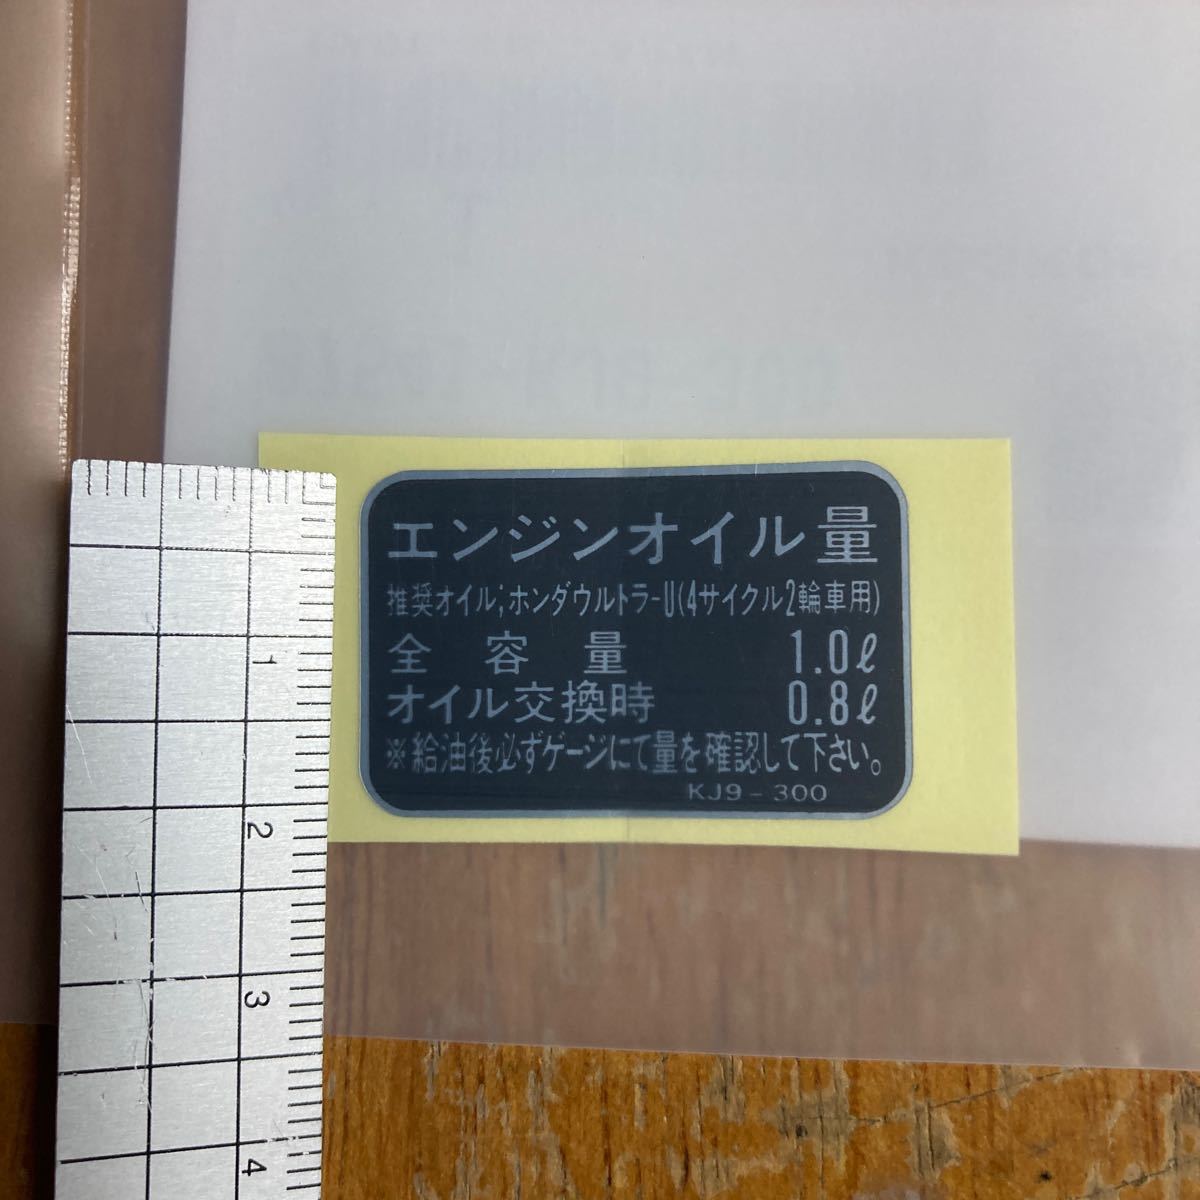 エンジンオイル量
推奨オイル;ホンダウルトラ-U(4サイクル2輪車用)
全容量 1.0ℓ
オイル交換時 0.8ℓ
※給油後必ずゲージにて量を確認して下さい。
KJ9-300
1
2
3
4